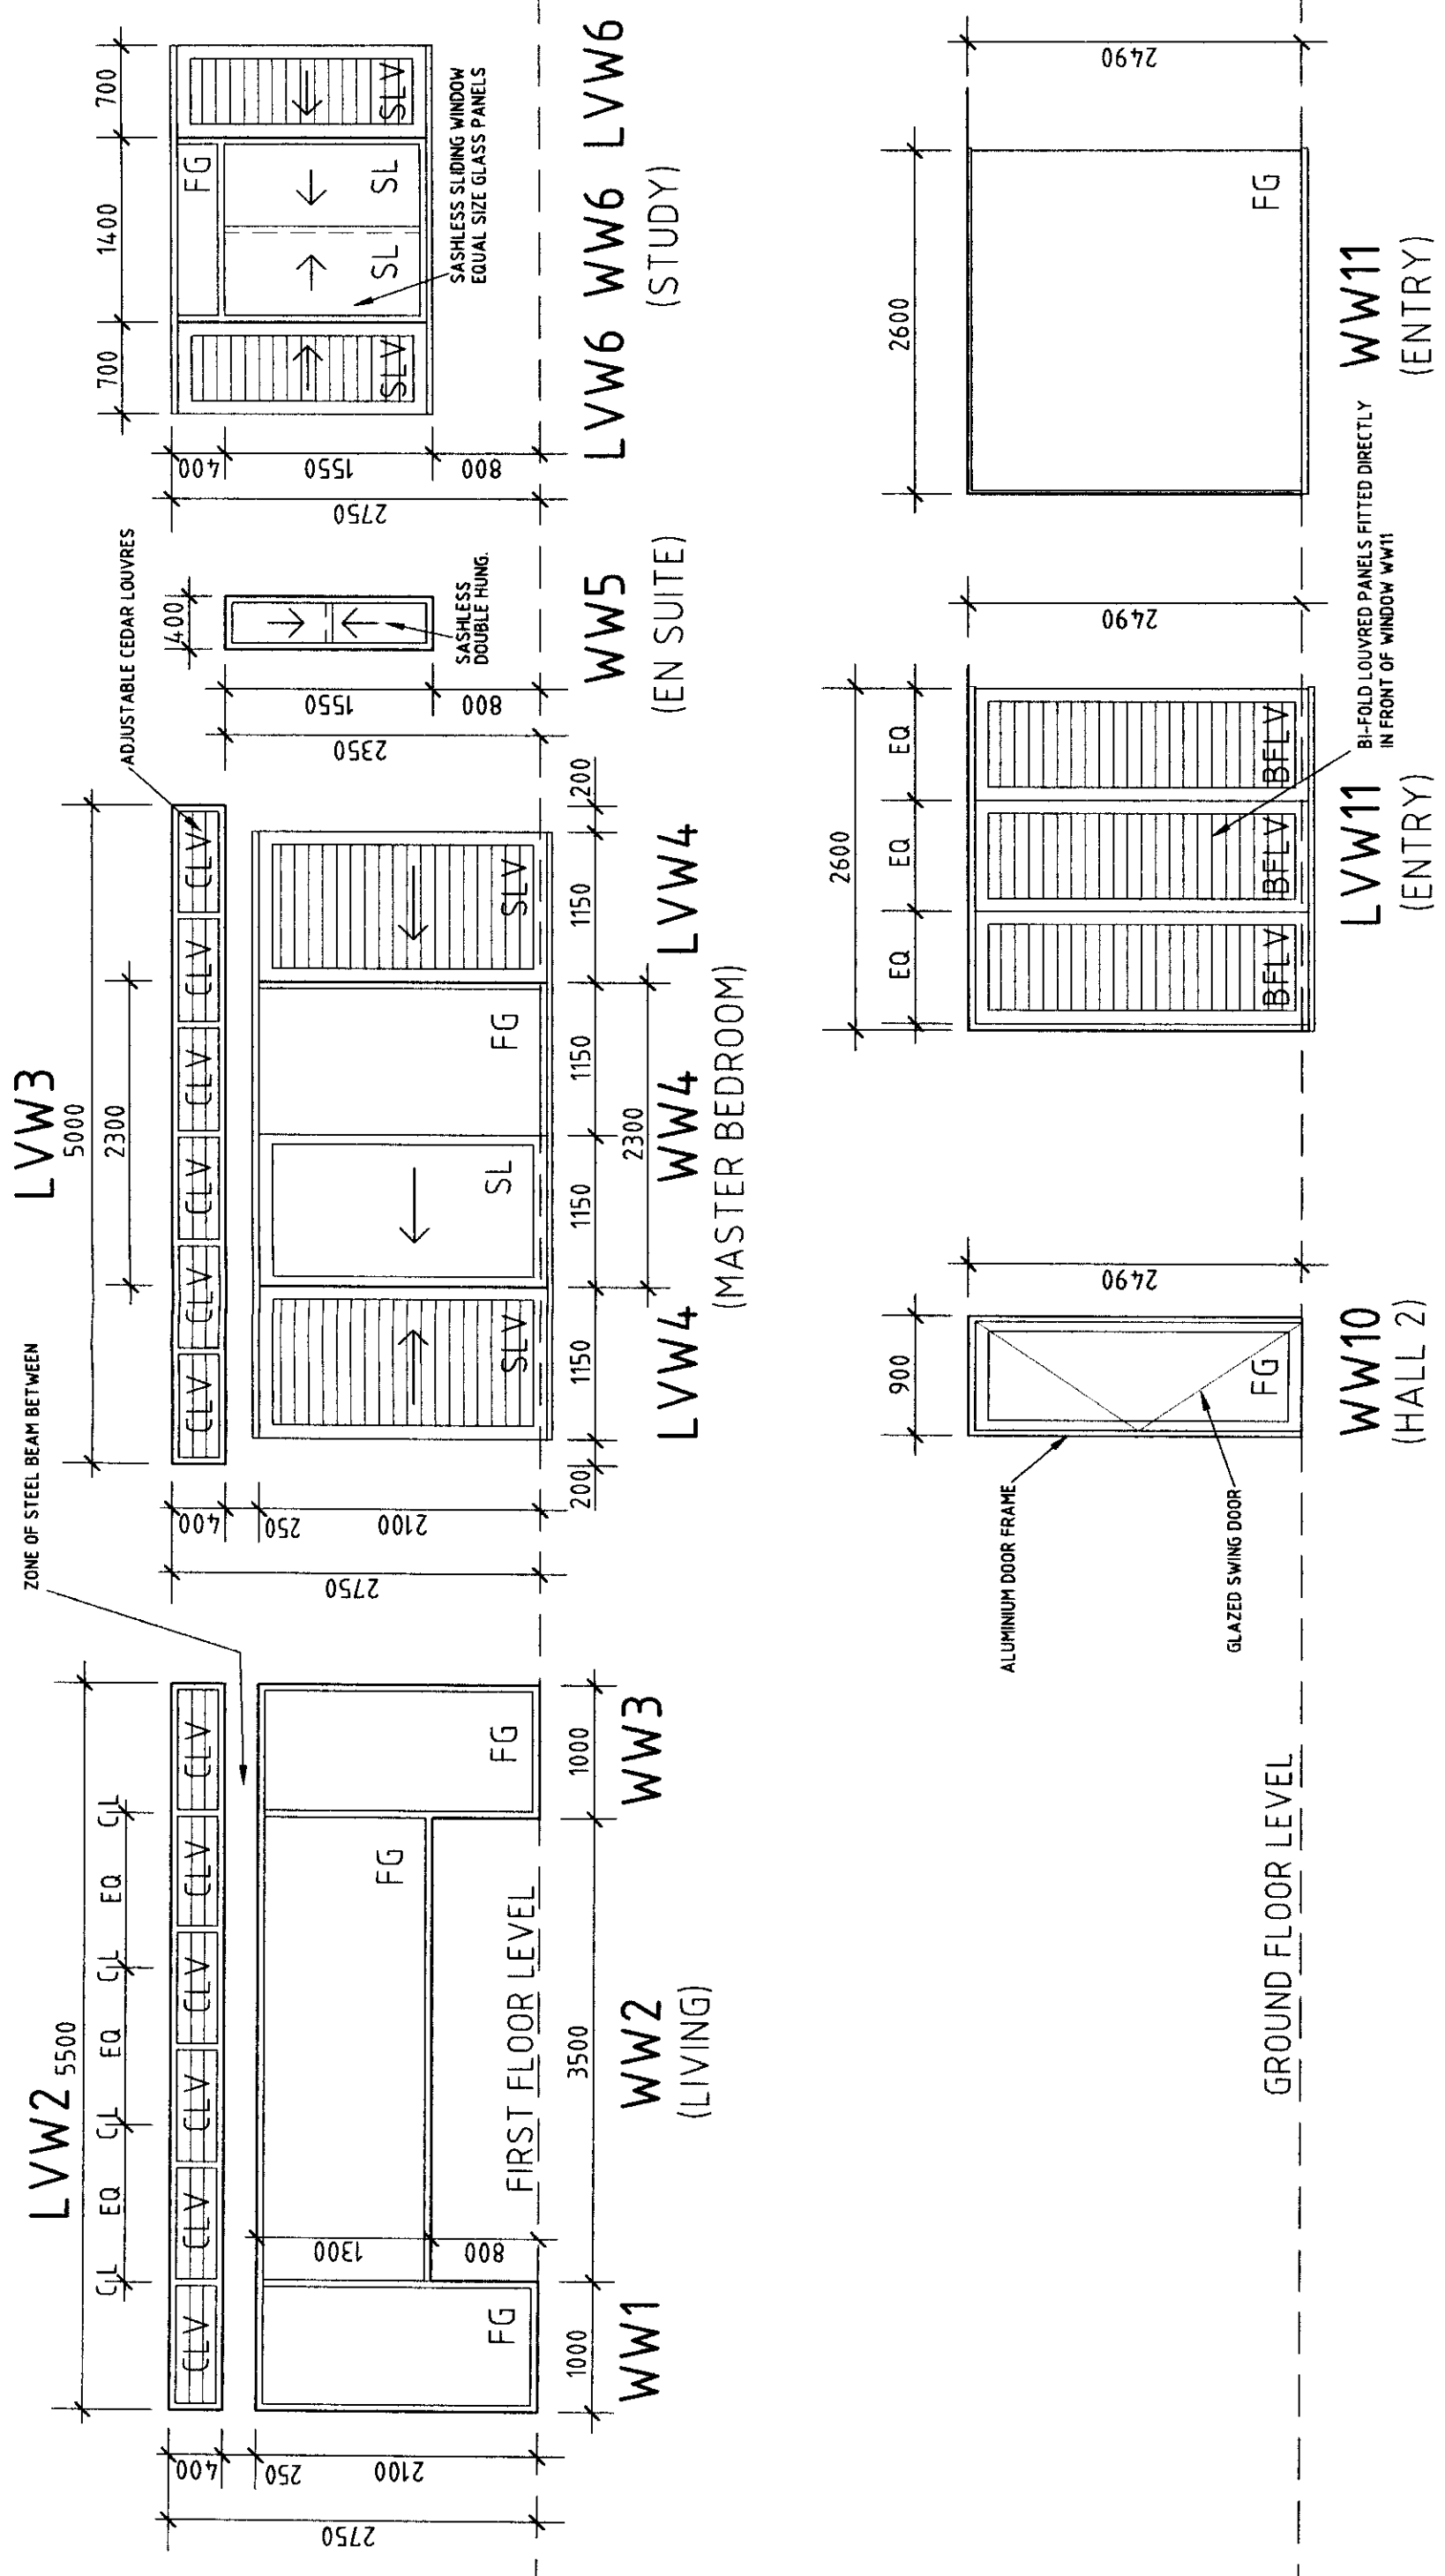 LVW2
5500
CL EQ CL EQ CL EQ CL
CLV CLV CLV CLV CLV CLV
400
250
2100
2750
FG
FG
FG
1300
800
FIRST FLOOR LEVEL
1000
3500
1000
WW1 WW2 WW3
(LIVING)
ZONE OF STEEL BEAM BETWEEN
LVW3
5000
2300
CLV CLV CLV CLV CLV CLV
ADJUSTABLE CEDAR LOUVRES
400
250
2100
2750
SLV SL FG SLV
200 1150 1150 1150 1150 200
2300
LVW4 WW4 LVW4
(MASTER BEDROOM)
400
1550
800
2350
SASHLESS
DOUBLE HUNG.
WW5
(EN SUITE)
700 1400 700
400
1550
800
2750
FG
SLV SL SL SLV
SASHLESS SLIDING WINDOW
EQUAL SIZE GLASS PANELS
LVW6 WW6 LVW6
(STUDY)
GROUND FLOOR LEVEL
900
2490
ALUMINIUM DOOR FRAME
GLAZED SWING DOOR
FG
WW10
(HALL 2)
2600
EQ EQ EQ
2490
BFLV BFLV BFLV
BI-FOLD LOUVRED PANELS FITTED DIRECTLY
IN FRONT OF WINDOW WW11
LVW11
(ENTRY)
2600
2490
FG
WW11
(ENTRY)